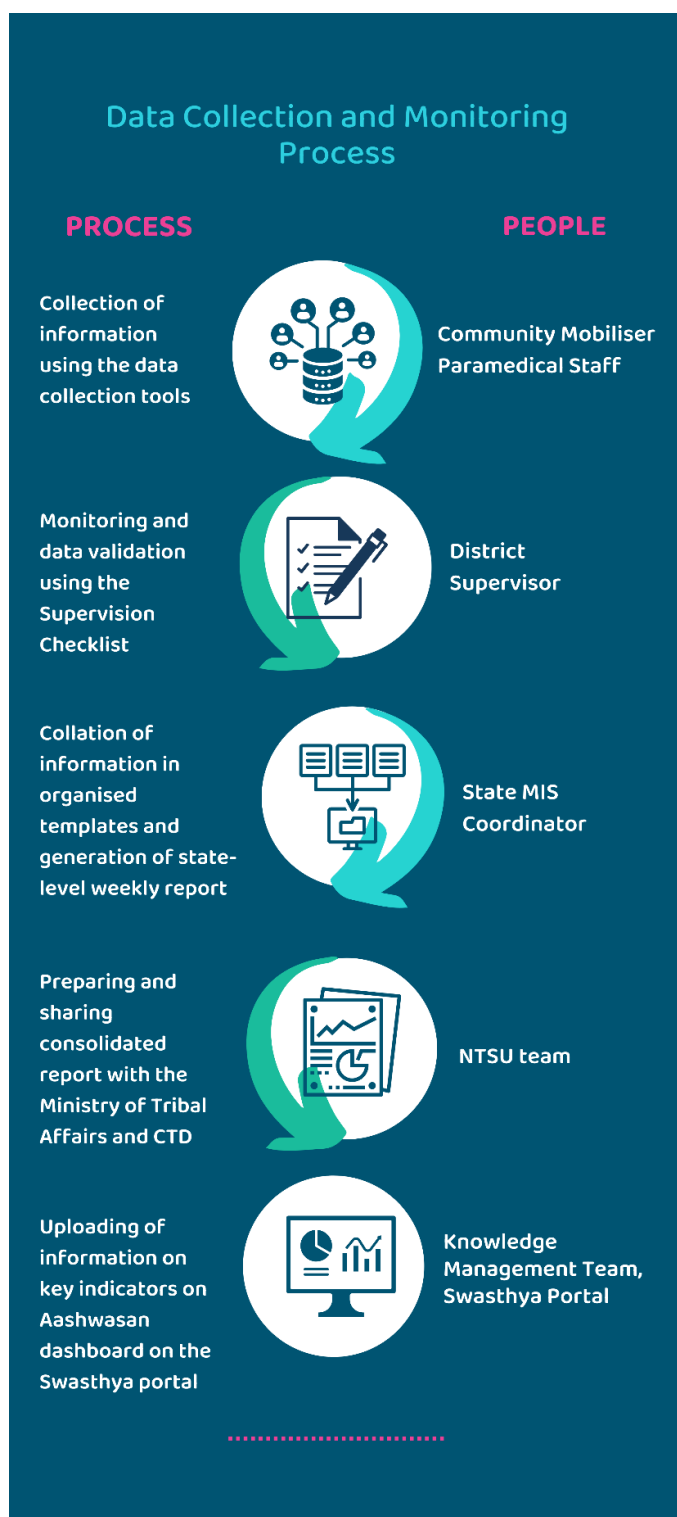 Data Collection and Monitoring
Process
PROCESS
PEOPLE
Collection of
information
using the data
collection tools
Community Mobiliser
Paramedical Staff
Monitoring and
data validation
using the
Supervision
Checklist
District
Supervisor
Collation of
information in
organised
templates and
generation of state-
level weekly report
State MIS
Coordinator
Preparing and
sharing
consolidated
report with the
Ministry of Tribal
Affairs and CTD
NTSU team
Uploading of
information on
key indicators on
Aashwasan
dashboard on the
Swasthya portal
Knowledge
Management Team,
Swasthya Portal